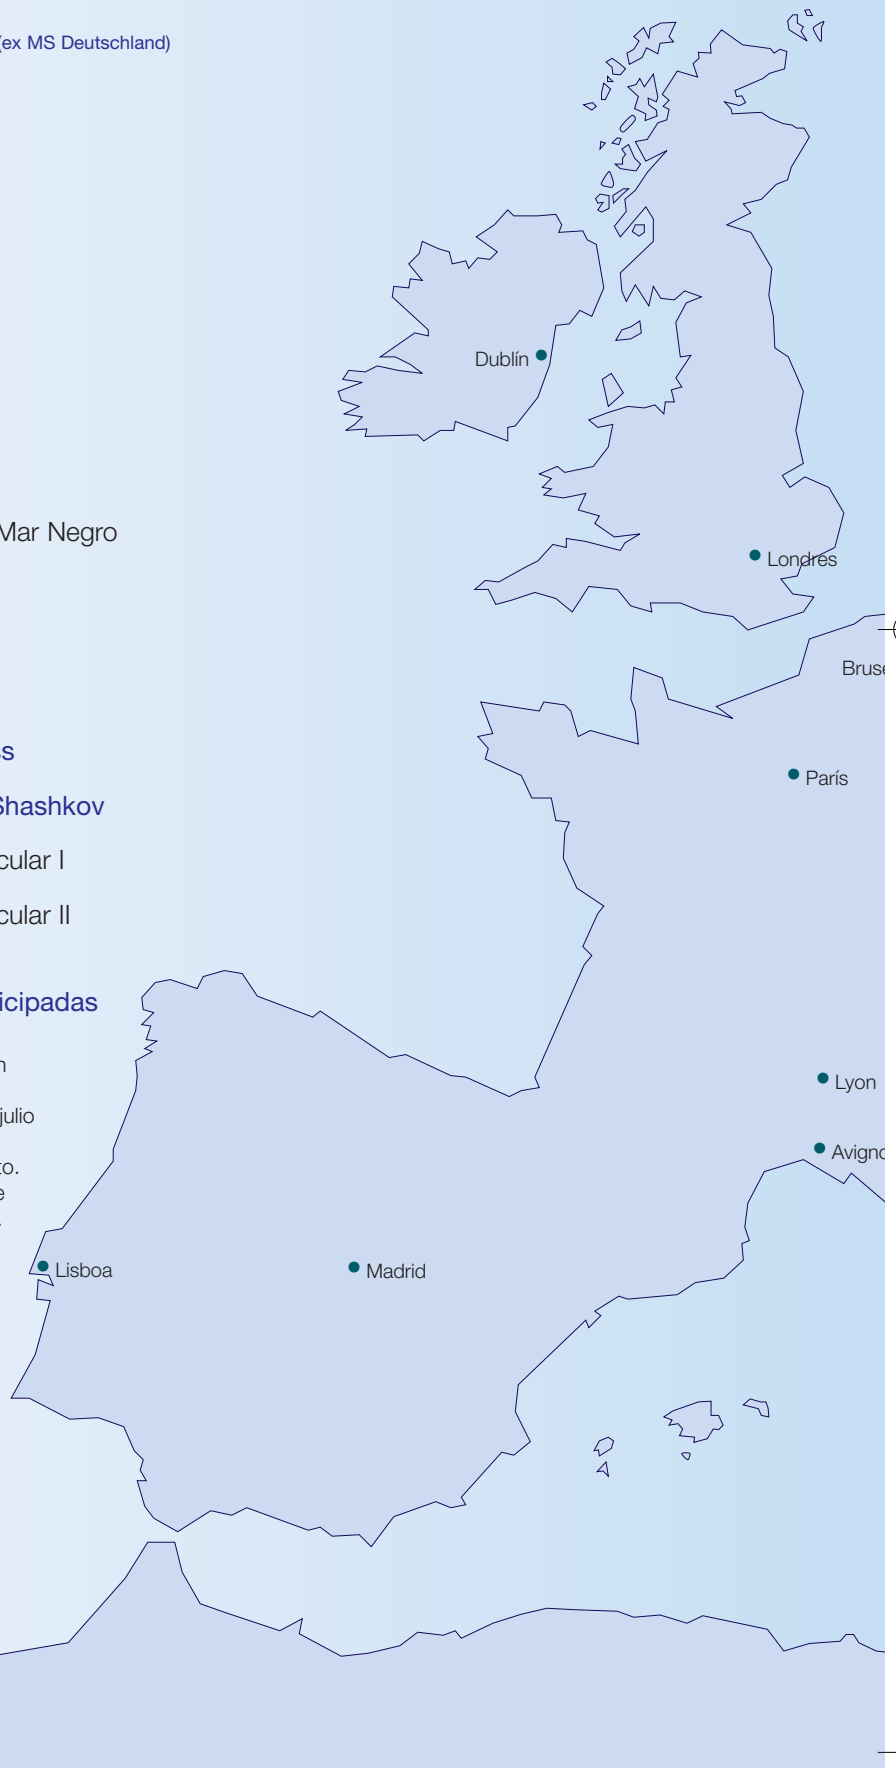 (ex MS Deutschland)
Dublín
Mar Negro
Londres
Bruse
París
Shashkov
cular I
cular II
icipadas
Lyon
julio
Avigno
to.
Lisboa
Madrid